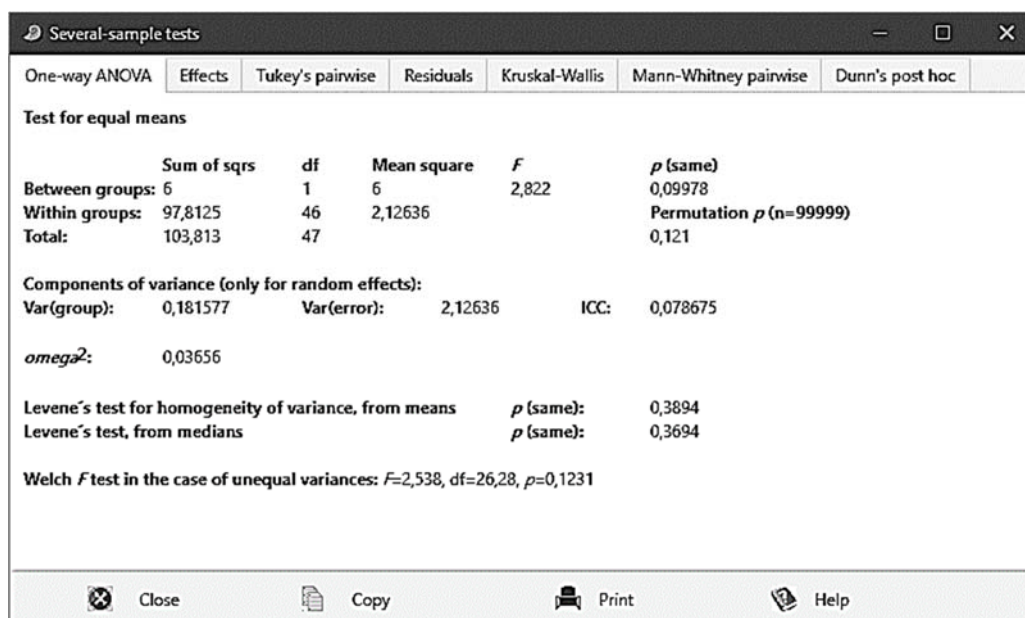 Several-sample tests
One-way ANOVA Effects Tukey's pairwise Residuals Kruskal-Wallis Mann-Whitney pairwise Dunn's post hoc
Test for equal means
Sum of sqrs df Mean square F p (same)
Between groups: 6 1 6 2,822 0,09978
Within groups: 97,8125 46 2,12636 Permutation p (n=99999)
Total: 103,813 47 0,121
Components of variance (only for random effects):
Var(group): 0,181577 Var(error): 2,12636 ICC: 0,078675
omega2: 0,03656
Levene´s test for homogeneity of variance, from means p (same): 0,3894
Levene´s test, from medians p (same): 0,3694
Welch F test in the case of unequal variances: F=2,538, df=26,28, p=0,1231
Close Copy Print Help